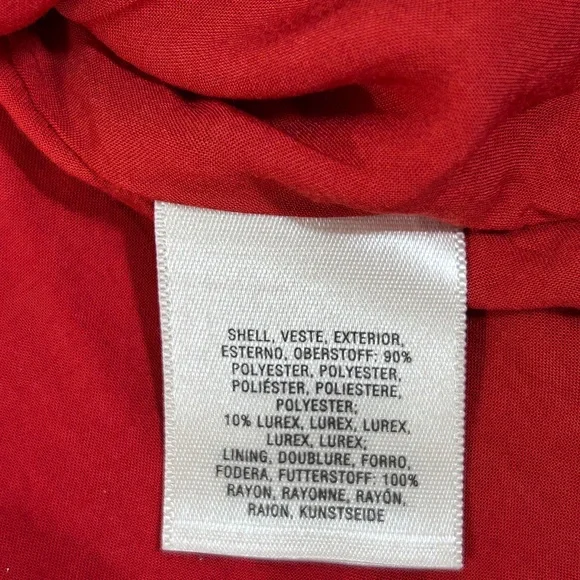 SHELL, VESTE, EXTERIOR,
ESTERNO, OBERSTOFF: 90%
POLYESTER, POLYESTER,
POLIÉSTER, POLIESTERE,
POLYESTER;
10% LUREX, LUREX, LUREX,
LUREX, LUREX;
LINING, DOUBLURE, FORRO,
FODERA, FUTTERSTOFF: 100%
RAYON, RAYONNE, RAYÓN,
RAION, KUNSTSEIDE